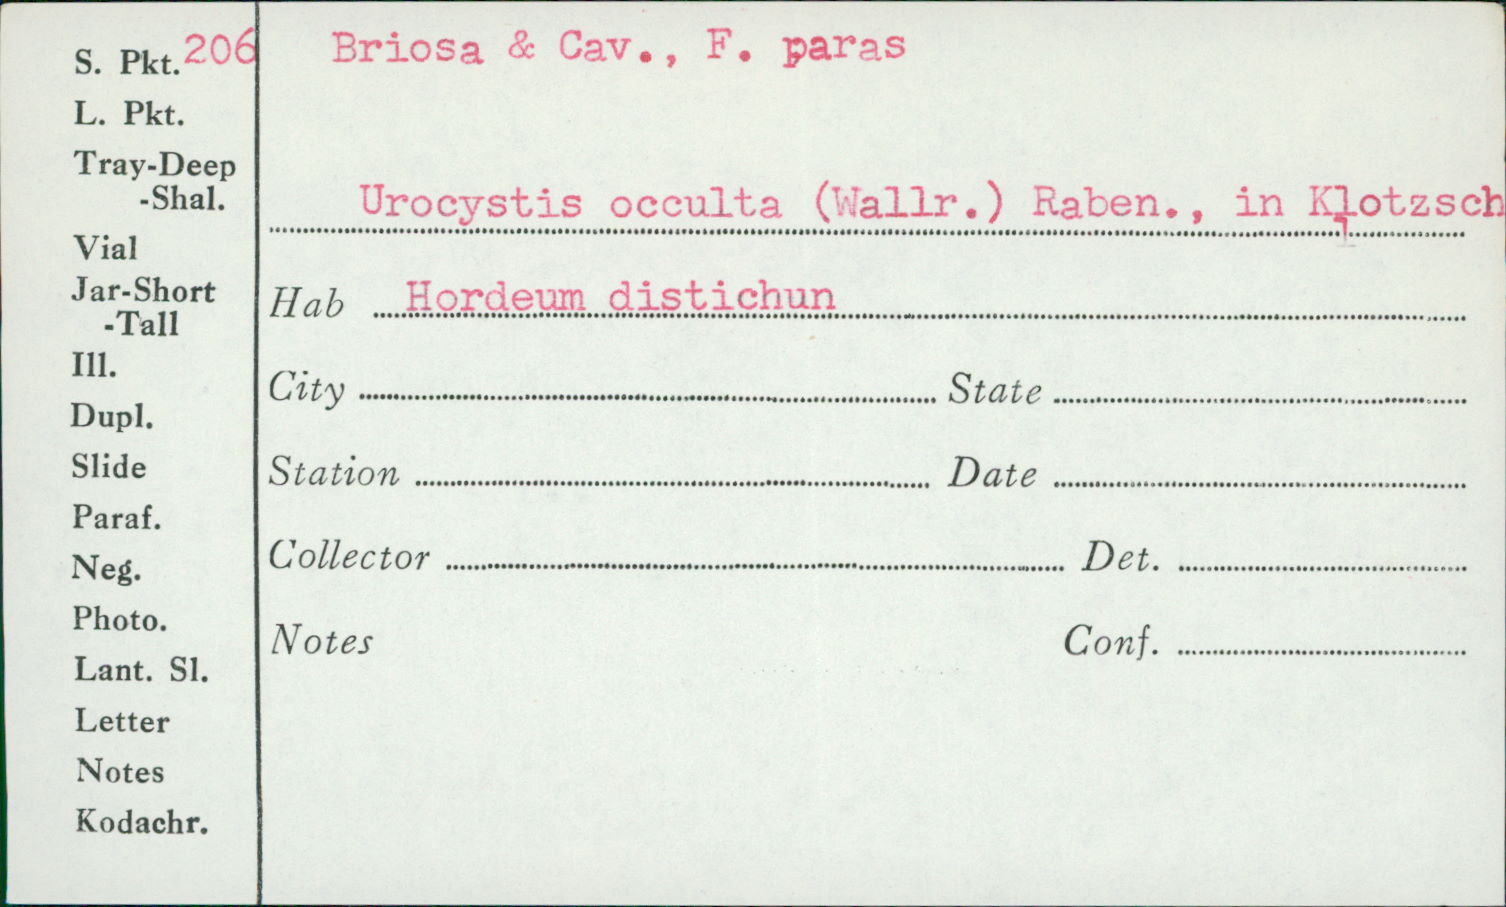 S. Pkt. 206
Briosa & Cav., F. paras
L. Pkt.
Tray-Deep
-Shal.
Urocystis occulta (Wallr.) Raben., in Klotzsch
Vial
Jar-Short
-Tall
Hab Hordeum distichun
Ill.
City State
Dupl.
Slide
Station Date
Paraf.
Neg.
Collector Det.
Photo.
Notes Conf.
Lant. Sl.
Letter
Notes
Kodachr.